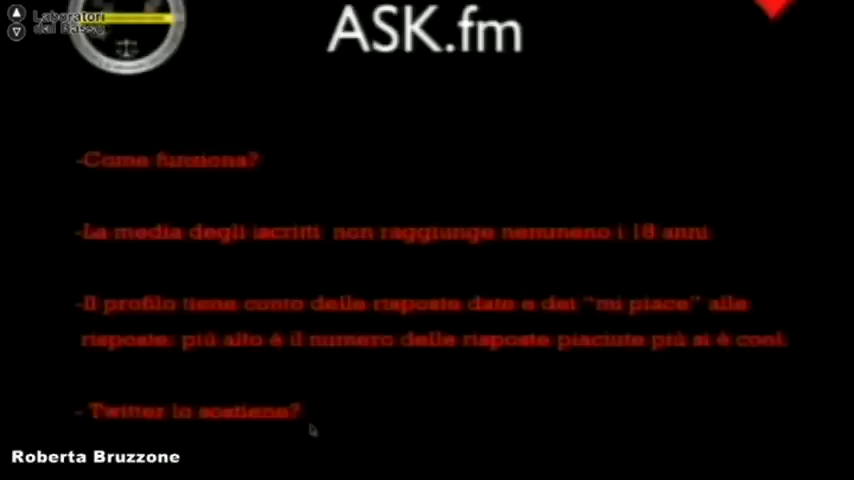 Laboratori
dal Basso
ASK.fm
-Come funziona?
-La media degli iscritti non raggiunge nemmeno i 18 anni
-Il profilo tiene conto delle risposte date e dei "mi piace" alle
risposte: più alto è il numero delle risposte piaciute più si è cool.
- Twitter lo sostiene?
Roberta Bruzzone